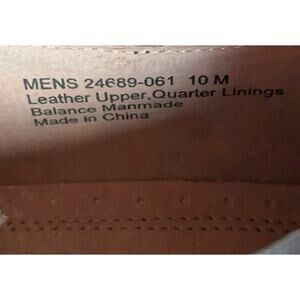 MENS 24689-061 10 M
Leather Upper,Quarter Linings
Balance Manmade
Made in China